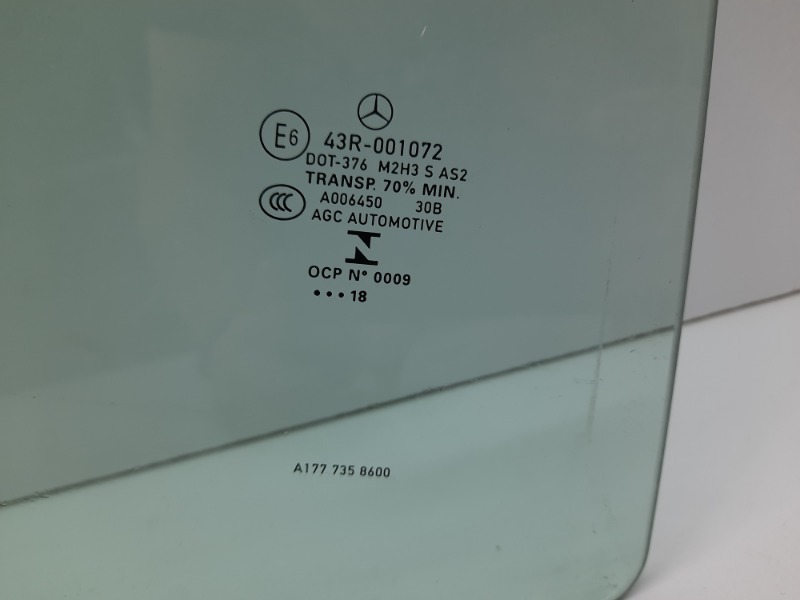 E6
43R-001072
DOT-376 M2H3 S AS2
TRANSP. 70% MIN.
CCC
A006450 30B
AGC AUTOMOTIVE
N
OCP N° 0009
•••18
A177 735 8600